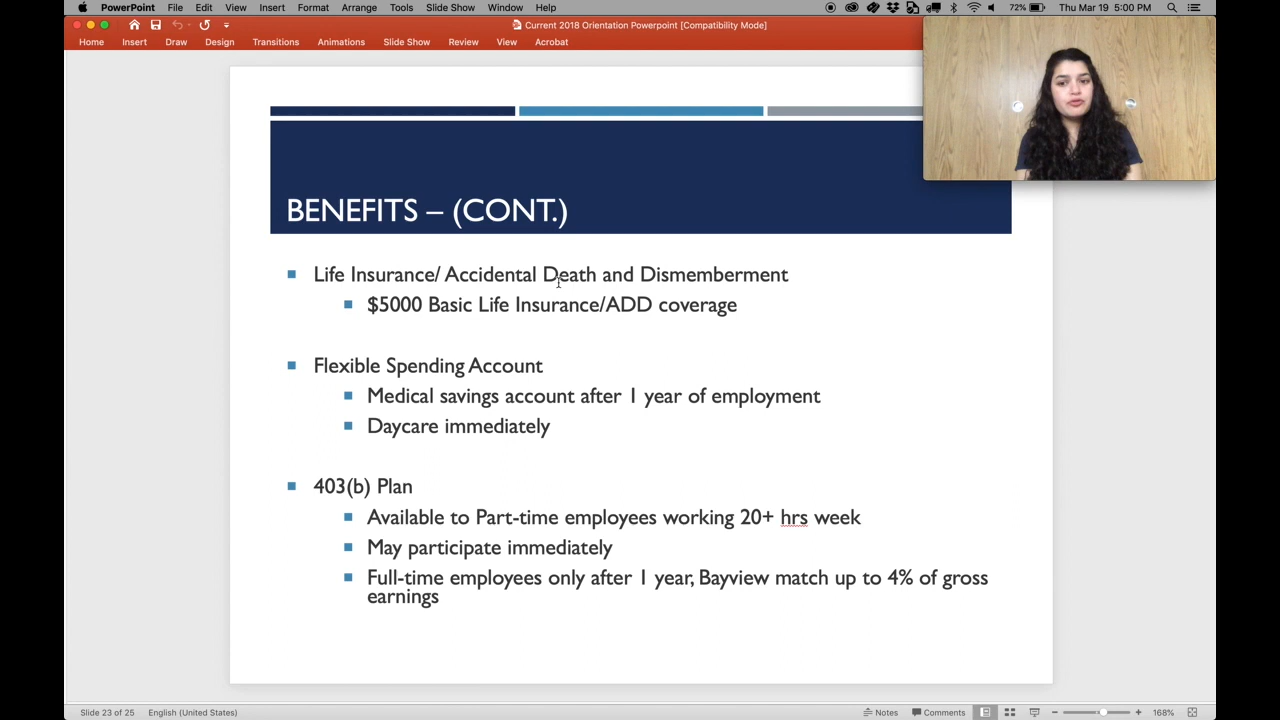 PowerPoint File Edit View Insert Format Arrange Tools Slide Show Window Help 72% Thu Mar 19 5:00 PM
Current 2018 Orientation Powerpoint [Compatibility Mode]
Home Insert Draw Design Transitions Animations Slide Show Review View Acrobat
BENEFITS – (CONT.)
Life Insurance/ Accidental Death and Dismemberment
$5000 Basic Life Insurance/ADD coverage
Flexible Spending Account
Medical savings account after 1 year of employment
Daycare immediately
403(b) Plan
Available to Part-time employees working 20+ hrs week
May participate immediately
Full-time employees only after 1 year, Bayview match up to 4% of gross
earnings
Slide 23 of 25 English (United States) Notes Comments 168%